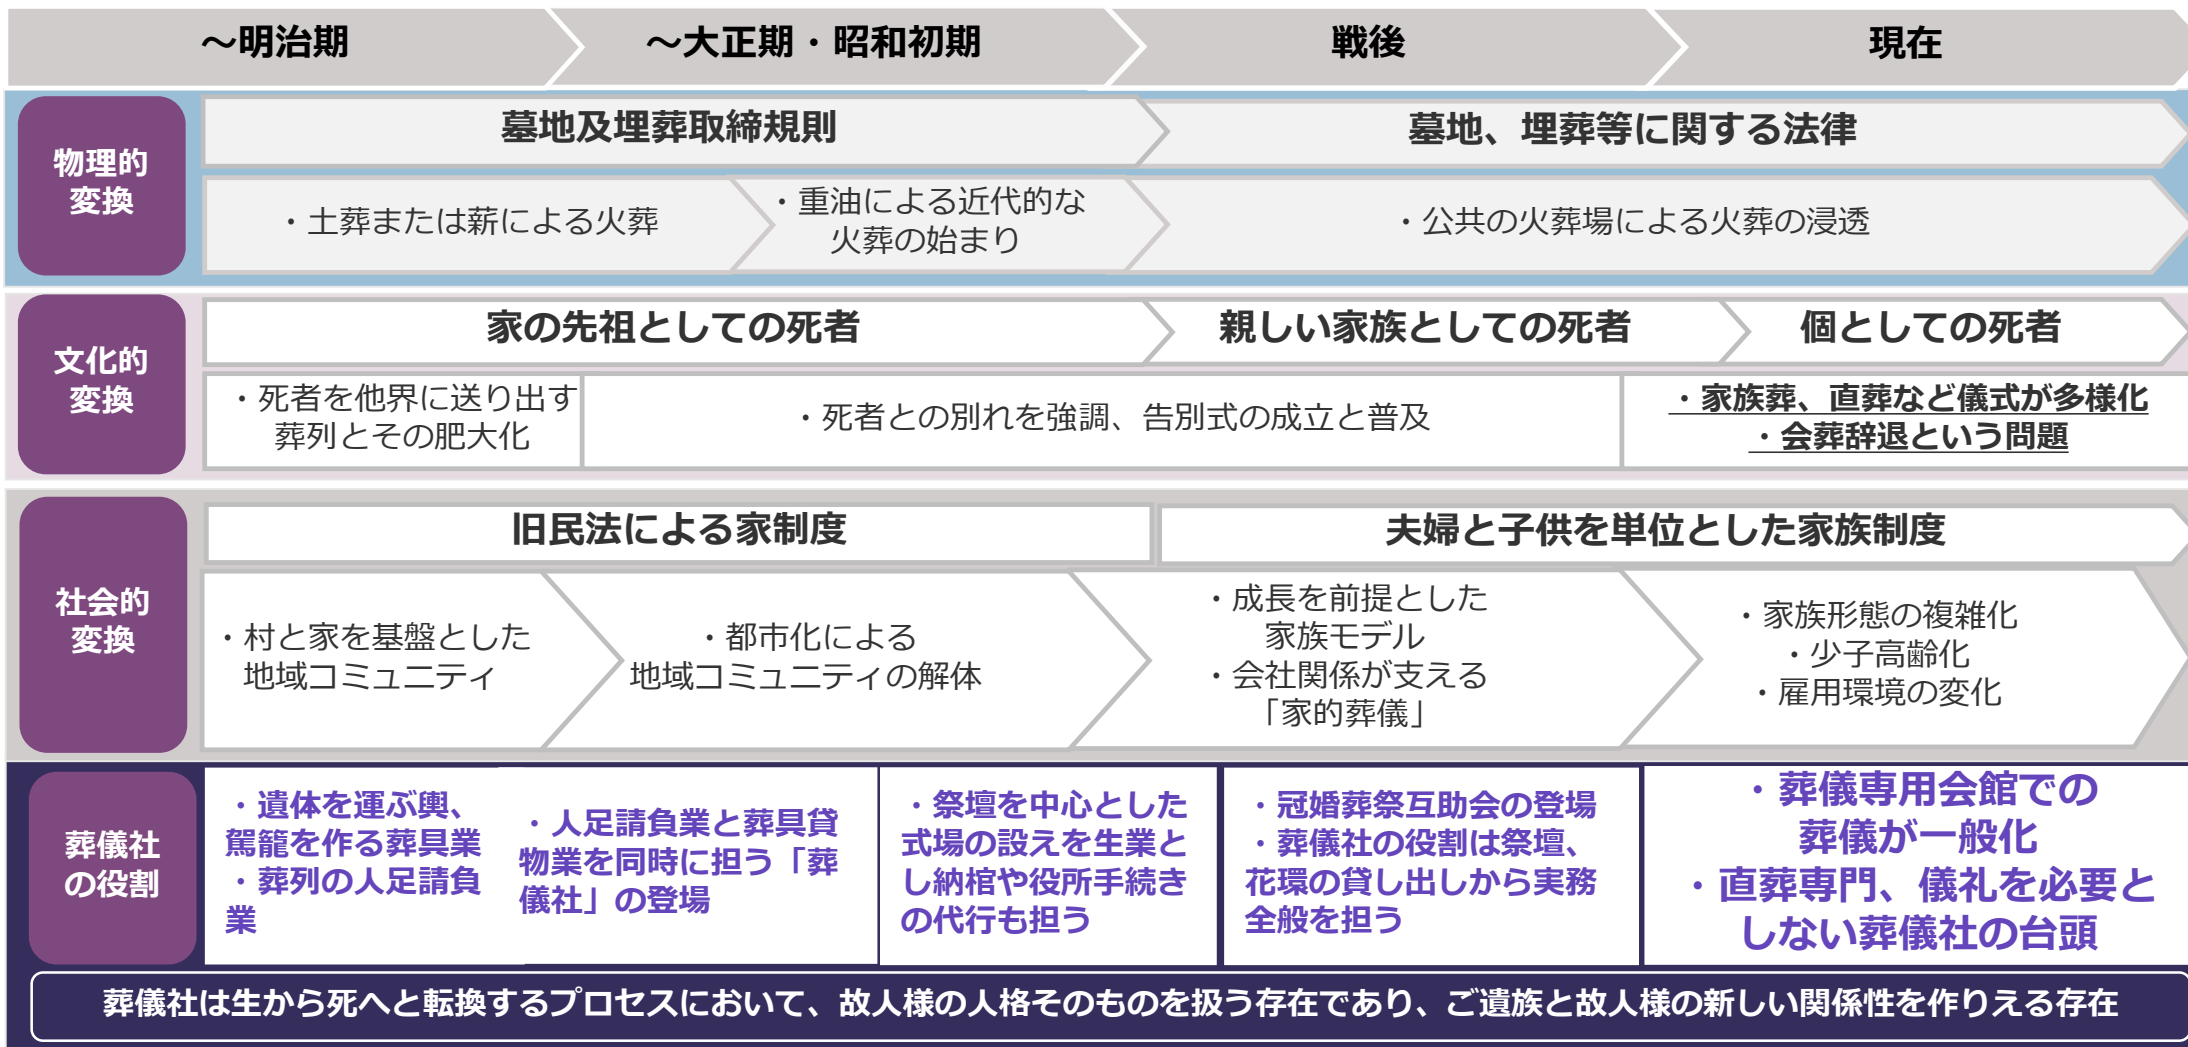 ～明治期
～大正期・昭和初期
戦後
現在
物理的
変換
墓地及埋葬取締規則
墓地、埋葬等に関する法律
・土葬または薪による火葬
・重油による近代的な
火葬の始まり
・公共の火葬場による火葬の浸透
文化的
変換
家の先祖としての死者
親しい家族としての死者
個としての死者
・死者を他界に送り出す
葬列とその肥大化
・死者との別れを強調、告別式の成立と普及
・家族葬、直葬など儀式が多様化
・会葬辞退という問題
社会的
変換
旧民法による家制度
夫婦と子供を単位とした家族制度
・村と家を基盤とした
地域コミュニティ
・都市化による
地域コミュニティの解体
・成長を前提とした
家族モデル
・会社関係が支える
「家的葬儀」
・家族形態の複雑化
・少子高齢化
・雇用環境の変化
葬儀社
の役割
・遺体を運ぶ輿、
駕籠を作る葬具業
・葬列の人足請負
業
・人足請負業と葬具貸
物業を同時に担う「葬
儀社」の登場
・祭壇を中心とした
式場の設えを生業と
し納棺や役所手続き
の代行も担う
・冠婚葬祭互助会の登場
・葬儀社の役割は祭壇、
花環の貸し出しから実務
全般を担う
・葬儀専用会館での
葬儀が一般化
・直葬専門、儀礼を必要と
しない葬儀社の台頭
葬儀社は生から死へと転換するプロセスにおいて、故人様の人格そのものを扱う存在であり、ご遺族と故人様の新しい関係性を作りえる存在